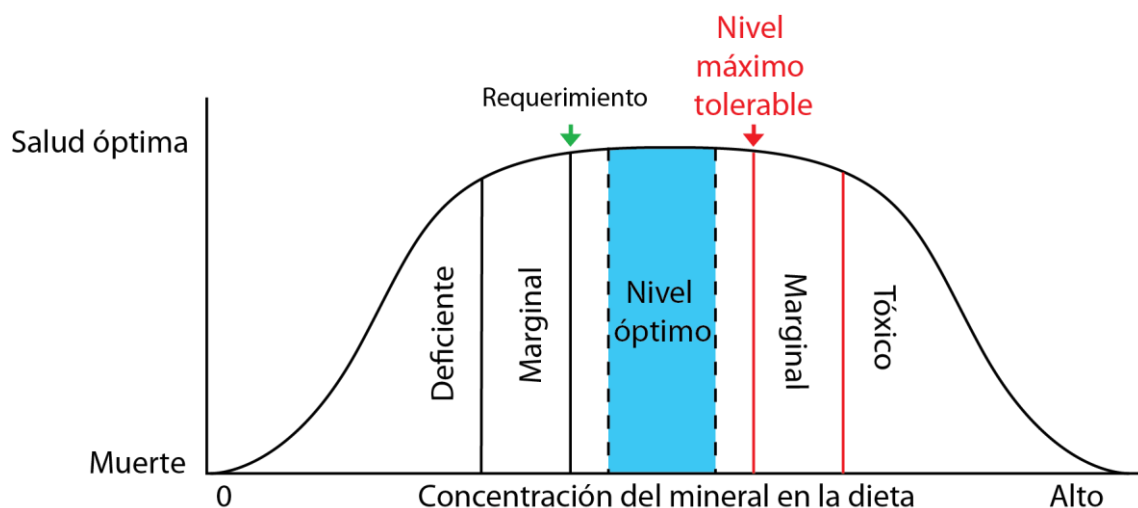 Nivel
máximo
tolerable
Requerimiento
Salud óptima
Deficiente
Marginal
Nivel
óptimo
Marginal
Tóxico
Muerte
0
Concentración del mineral en la dieta
Alto